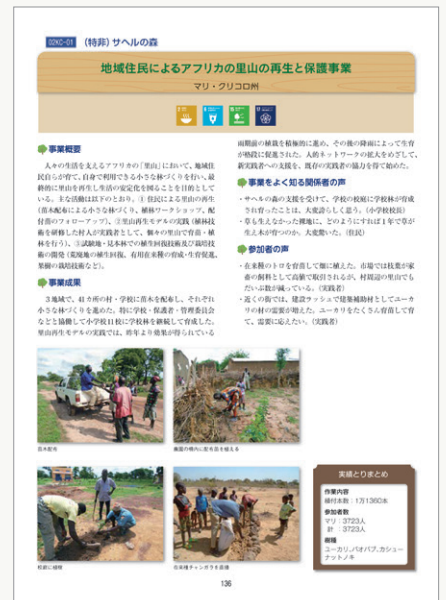 02KC-01 （特非）サヘルの森
地域住民によるアフリカの里山の再生と保護事業
マリ・クリコロ州
事業概要
人々の生活を支えるアフリカの「里山」において、地域住
民自らが育て、自身で利用できる小さな林づくりを行い、最
終的に里山を再生し生活の安定化を図ることを目的として
いる。主な活動は以下のとおり。①住民による里山の再生
（苗木配布による小さな林づくり、植林ワークショップ、配
付苗のフォローアップ）、②里山再生モデルの実践（植林技
術を研修した村人が実践者として、個々の里山で育苗・植
林を行う）、③試験地・見本林での植生回復技術及び栽培技
術の開発（荒廃地の植生回復、有用在来種の育成・生育促進、
果樹の栽培技術など）。
事業成果
3地域で、41カ所の村・学校に苗木を配布し、それぞれ
小さな林づくりを進めた。特に学校・保護者・管理委員会
などと協働して小学校11校に学校林を継続して育成した。
里山再生モデルの実践では、昨年より効果が得られている
雨期前の植栽を積極的に進め、その後の降雨によって生育
が格段に促進された。人的ネットワークの拡大をめざして、
新実践者への支援を、既存の実践者の協力を得て始めた。
事業をよく知る関係者の声
・サヘルの森の支援を受けて、学校の校庭に学校林が育成
され育ったことは、大変誇らしく思う。（小学校校長）
・草も生えなかった裸地に、どのようにすれば1年で草が
生え木が育つのか。大変驚いた。（住民）
参加者の声
・在来種のトロを育苗して畑に植えた。市場では枝葉が家
畜の飼料として高値で取引されるが、村周辺の里山でも
だいぶ数が減っている。（実践者）
・近くの街では、建設ラッシュで建築補助材としてユーカ
リの材の需要が増えた。ユーカリをたくさん育苗して育
て、需要に応えたい。（実践者）
苗木配布
農園の柵内に配布苗を植える
校庭に植樹
在来種チャンガラを直播
実績とりまとめ
作業内容
植付本数：1万1360本
参加者数
マリ：3723人
計：3723人
樹種
ユーカリ、バオバブ、カシュー
ナットノキ
136